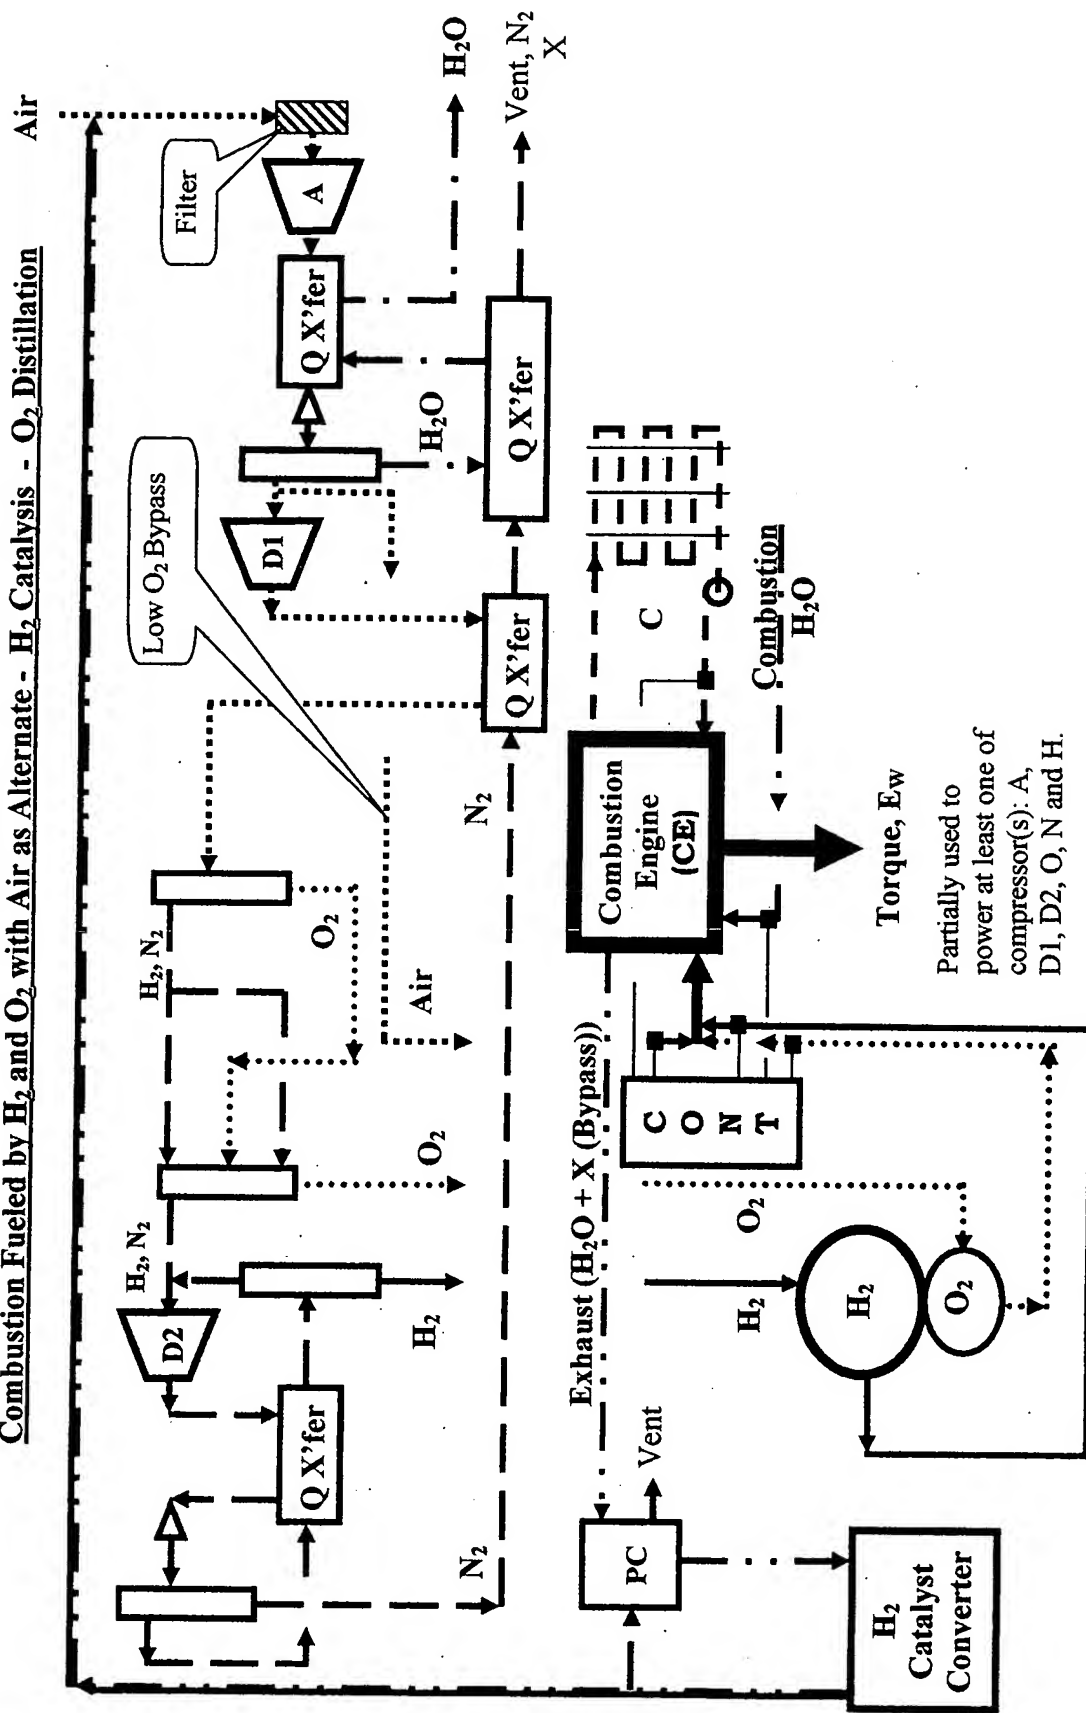 Combustion Fueled by H₂ and O₂ with Air as Alternate - H₂ Catalysis - O₂ Distillation
Air
Filter
A
Q X'fer
H₂O
H₂O
Q X'fer
Vent, N₂
X
D1
Low O₂ Bypass
Q X'fer
N₂
H₂, N₂
O₂
Air
H₂, N₂
O₂
D2
H₂
Q X'fer
N₂
Exhaust (H₂O + X (Bypass))
PC
Vent
H₂
Catalyst
Converter
H₂
O₂
H₂
O₂
C
O
N
T
Combustion
Engine
(CE)
C
Combustion
H₂O
Torque, Ew
Partially used to
power at least one of
compressor(s): A,
D1, D2, O, N and H.